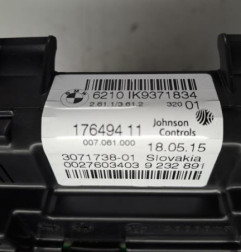 6210 IK9371834
2.61.1/3.61.2 320 01
176494 11 Johnson Controls
007.061.000
18.05.15
3071738-01 Slovakia
0027603403 9 232 891